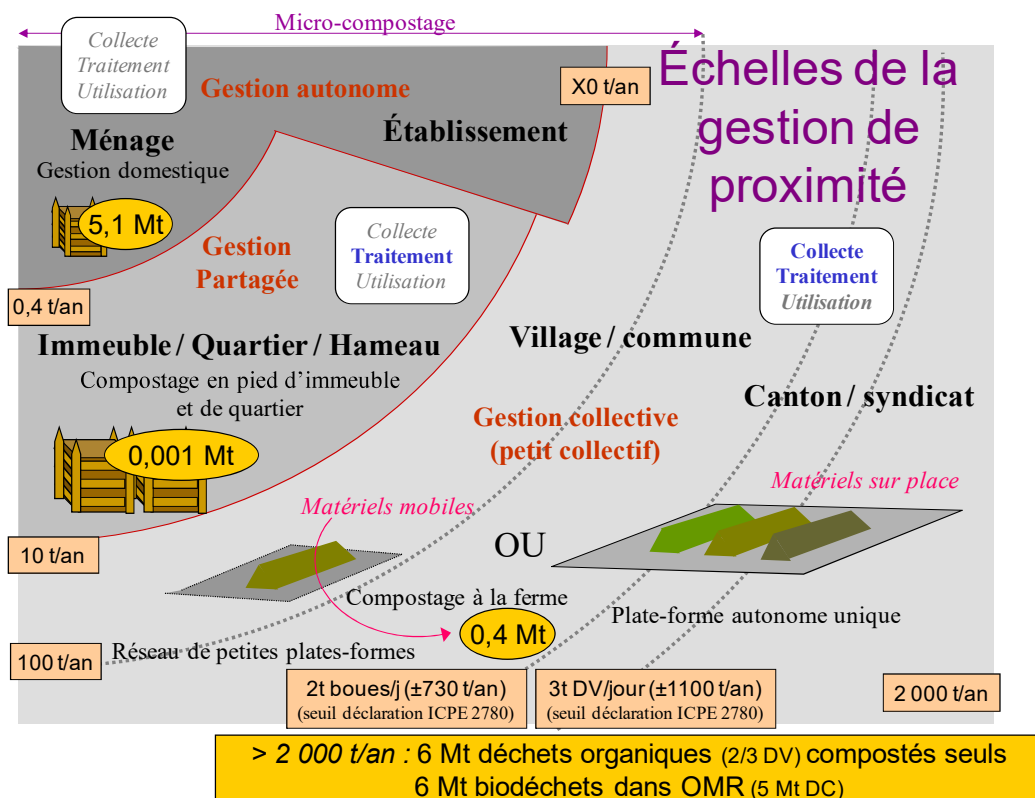 Micro-compostage
Échelles de la
gestion de
proximité
Collecte
Traitement
Utilisation
Gestion autonome
X0 t/an
Ménage
Gestion domestique
Établissement
5,1 Mt
Gestion
Partagée
Collecte
Traitement
Utilisation
Collecte
Traitement
Utilisation
0,4 t/an
Immeuble / Quartier / Hameau
Compostage en pied d’immeuble
et de quartier
0,001 Mt
Village / commune
Canton / syndicat
Gestion collective
(petit collectif)
Matériels mobiles
Matériels sur place
10 t/an
OU
Compostage à la ferme
0,4 Mt
Plate-forme autonome unique
100 t/an
Réseau de petites plates-formes
2t boues/j (±730 t/an)
(seuil déclaration ICPE 2780)
3t DV/jour (±1100 t/an)
(seuil déclaration ICPE 2780)
2 000 t/an
> 2 000 t/an : 6 Mt déchets organiques (2/3 DV) compostés seuls
6 Mt biodéchets dans OMR (5 Mt DC)